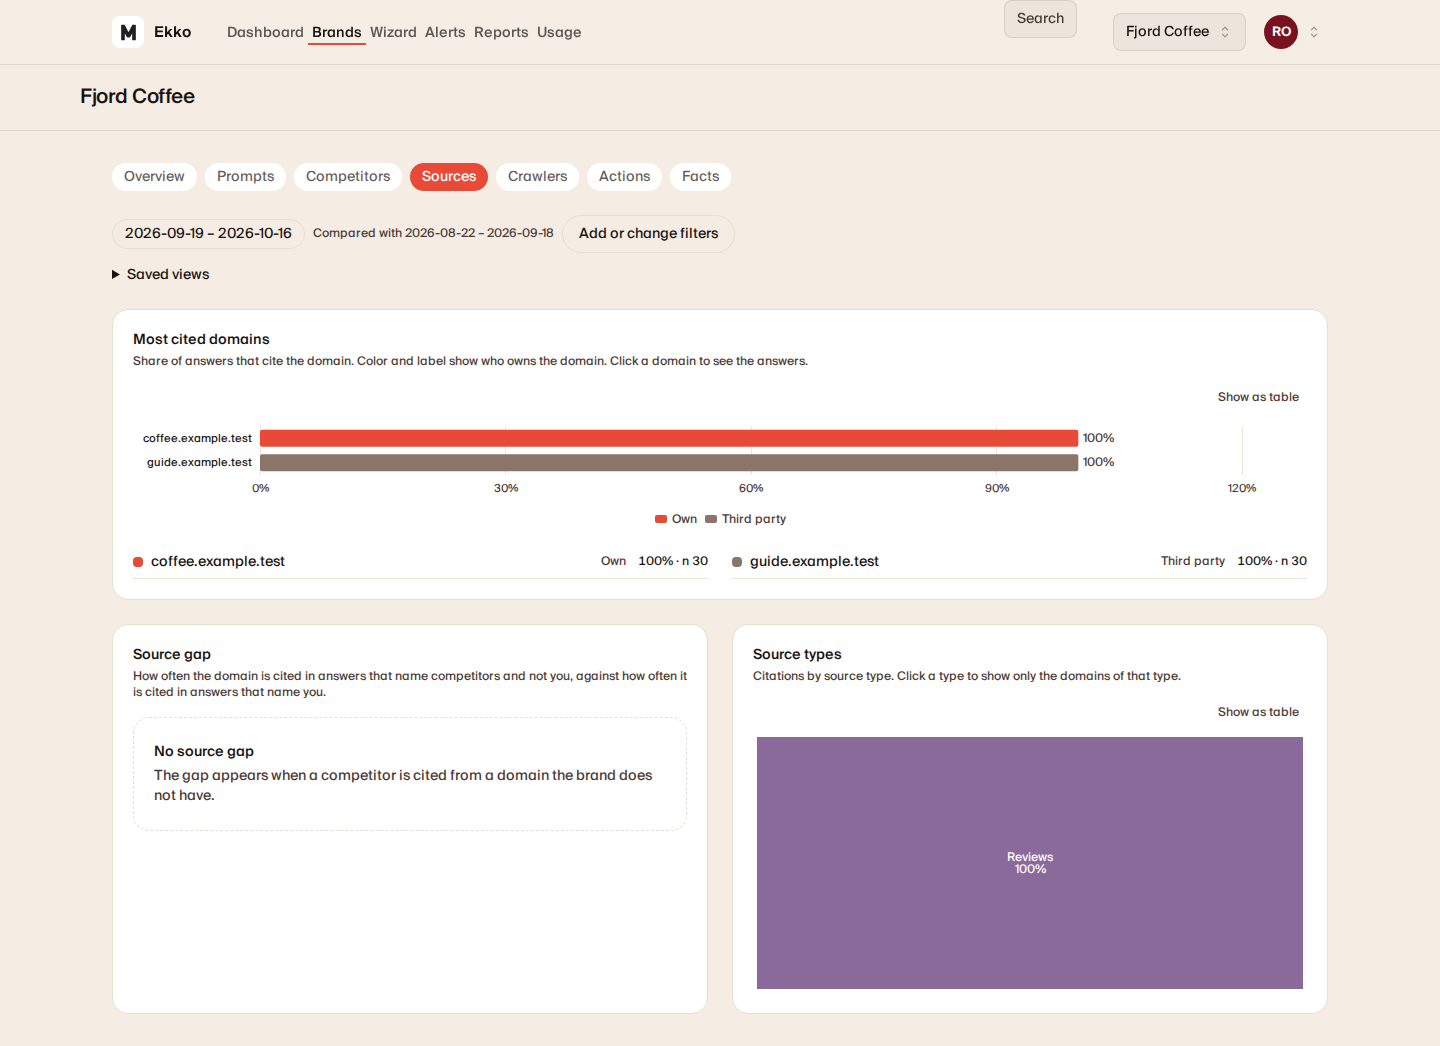 M Ekko Dashboard Brands Wizard Alerts Reports Usage Search Fjord Coffee RO
Fjord Coffee
Overview Prompts Competitors Sources Crawlers Actions Facts
2026-09-19 – 2026-10-16 Compared with 2026-08-22 – 2026-09-18 Add or change filters
Saved views
Most cited domains
Share of answers that cite the domain. Color and label show who owns the domain. Click a domain to see the answers.
Show as table
coffee.example.test 100%
guide.example.test 100%
0% 30% 60% 90% 120%
Own Third party
coffee.example.test Own 100% · n 30
guide.example.test Third party 100% · n 30
Source gap
How often the domain is cited in answers that name competitors and not you, against how often it
is cited in answers that name you.
No source gap
The gap appears when a competitor is cited from a domain the brand does
not have.
Source types
Citations by source type. Click a type to show only the domains of that type.
Show as table
Reviews
100%